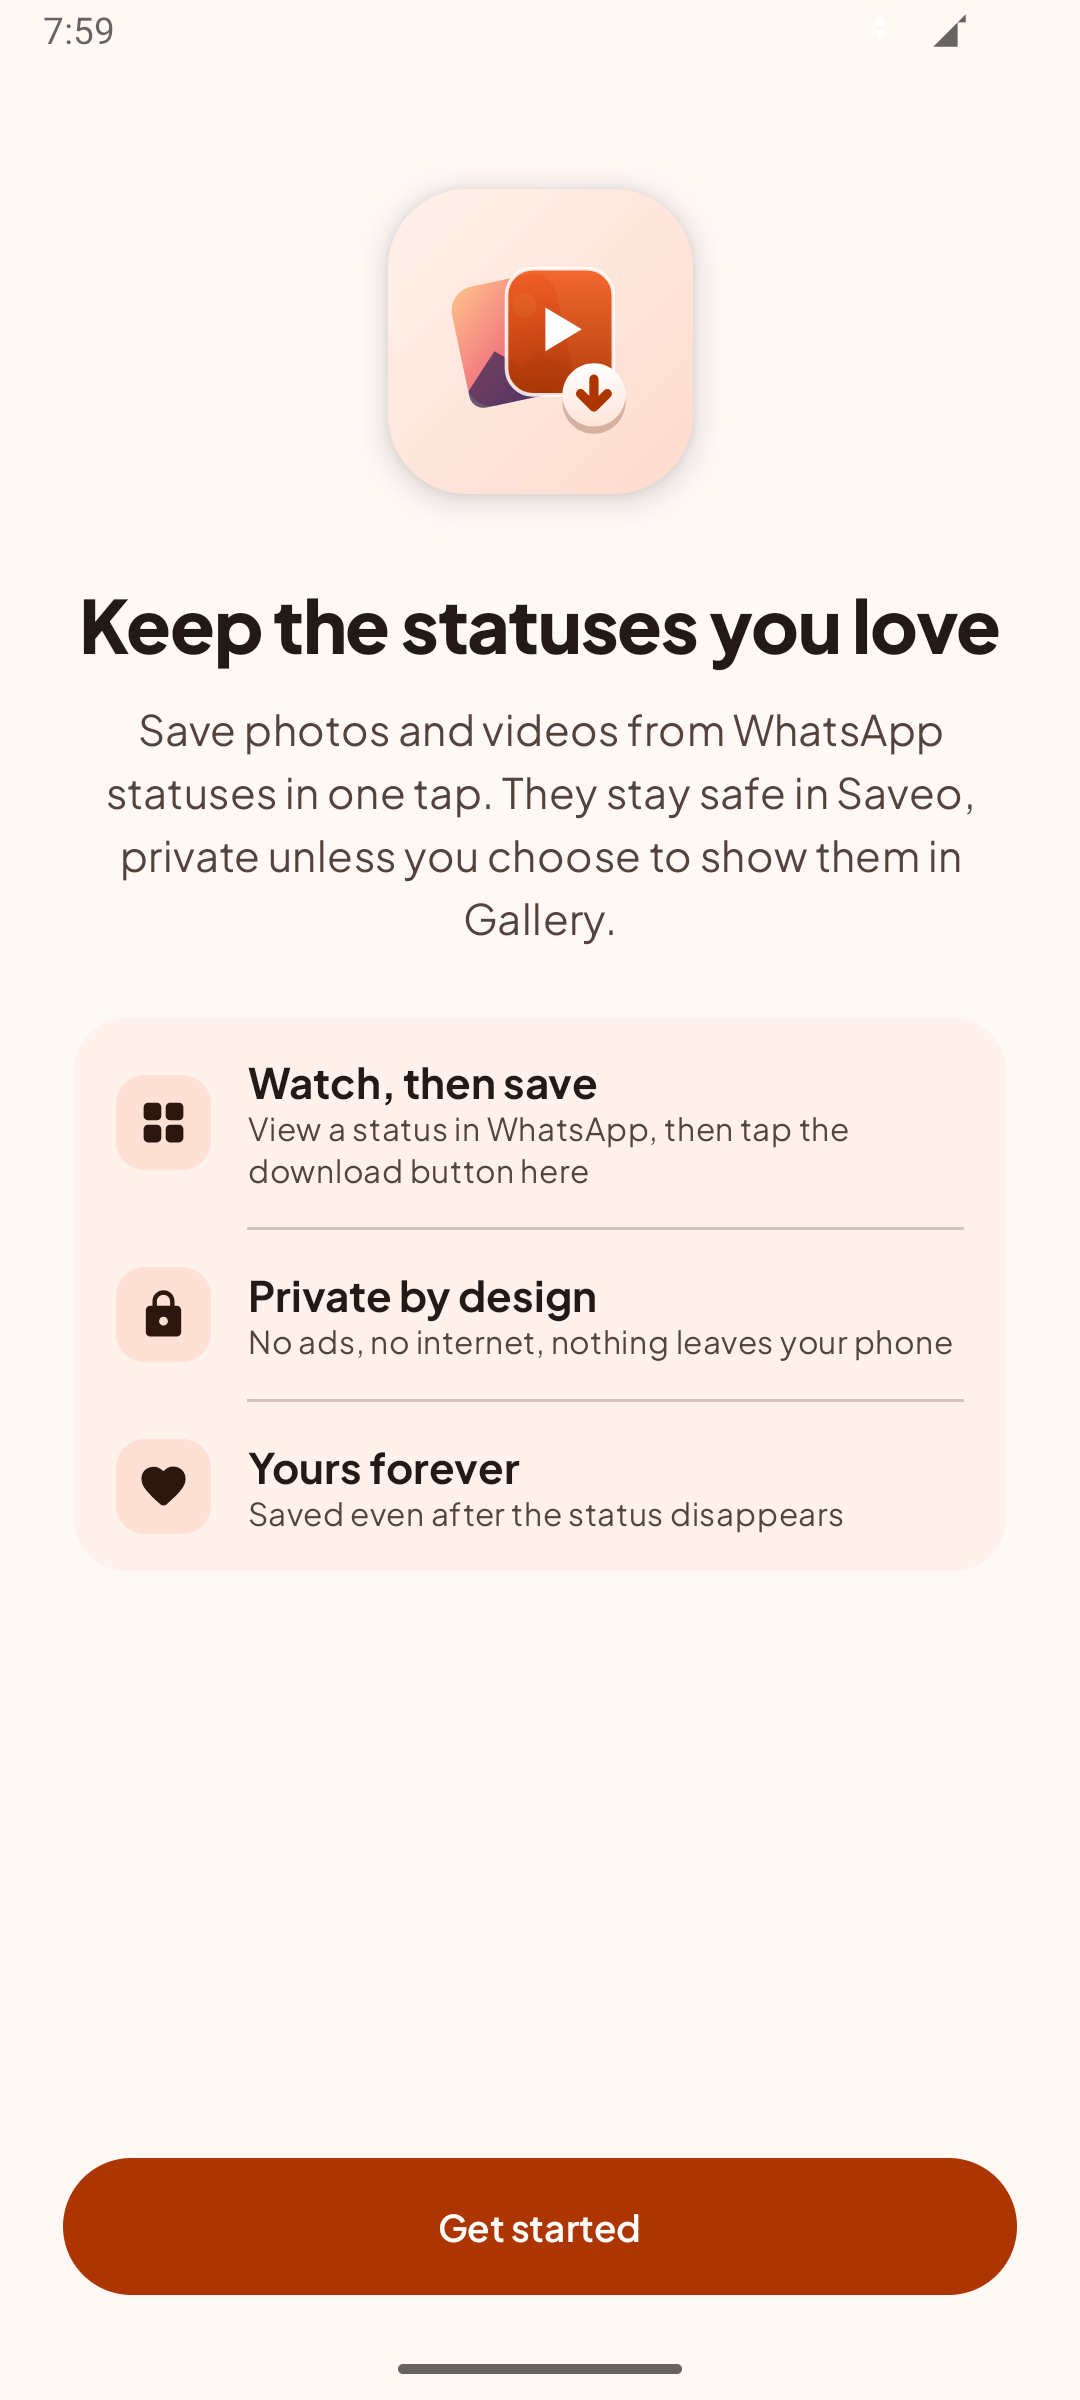 7:59
Keep the statuses you love
Save photos and videos from WhatsApp
statuses in one tap. They stay safe in Saveo,
private unless you choose to show them in
Gallery.
Watch, then save
View a status in WhatsApp, then tap the
download button here
Private by design
No ads, no internet, nothing leaves your phone
Yours forever
Saved even after the status disappears
Get started